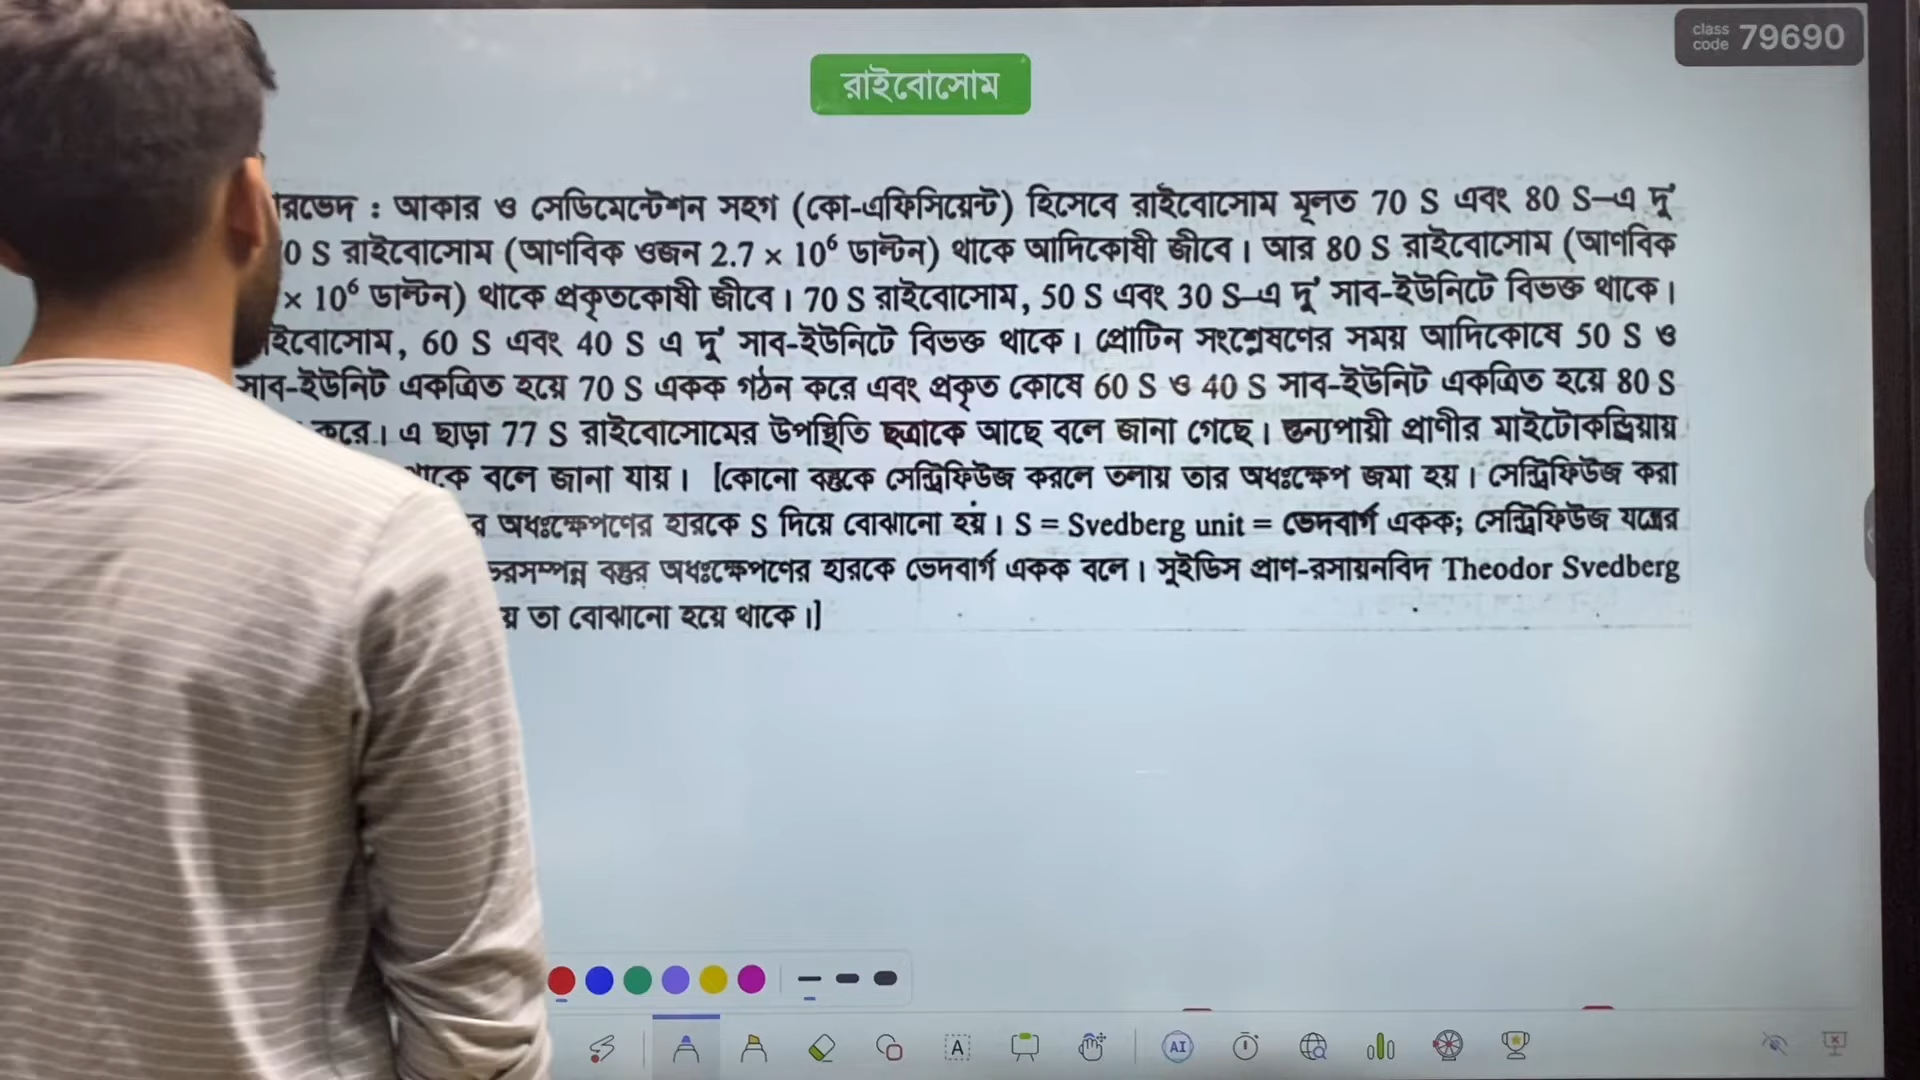 class
code 79690
রাইবোসোম
: আকার ও সেডিমেন্টেশন সহগ (কো-এফিসিয়েন্ট) হিসেবে রাইবোসোম মূলত 70 S এবং 80 S–এ দু'
0 S রাইবোসোম (আণবিক ওজন 2.7 × 10⁶ ডাল্টন) থাকে আদিকোষী জীবে। আর 80 S রাইবোসোম (আণবিক
× 10⁶ ডাল্টন) থাকে প্রকৃতকোষী জীবে। 70 S রাইবোসোম, 50 S এবং 30 S–এ দু' সাব-ইউনিটে বিভক্ত থাকে।
ইবোসোম, 60 S এবং 40 S এ দু' সাব-ইউনিটে বিভক্ত থাকে। প্রোটিন সংশ্লেষণের সময় আদিকোষে 50 S ও
সাব-ইউনিট একত্রিত হয়ে 70 S একক গঠন করে এবং প্রকৃত কোষে 60 S ও 40 S সাব-ইউনিট একত্রিত হয়ে 80 S
করে। এ ছাড়া 77 S রাইবোসোমের উপস্থিতি ছত্রাকে আছে বলে জানা গেছে। স্তন্যপায়ী প্রাণীর মাইটোকন্ড্রিয়ায়
থাকে বলে জানা যায়। [কোনো বস্তুকে সেন্ট্রিফিউজ করলে তলায় তার অধঃক্ষেপ জমা হয়। সেন্ট্রিফিউজ করা
র অধঃক্ষেপণের হারকে S দিয়ে বোঝানো হয়। S = Svedberg unit = ভেদবার্গ একক; সেন্ট্রিফিউজ যন্ত্রের
ভরসম্পন্ন বস্তুর অধঃক্ষেপণের হারকে ভেদবার্গ একক বলে। সুইডিস প্রাণ-রসায়নবিদ Theodor Svedberg
য় তা বোঝানো হয়ে থাকে।]
A
AI